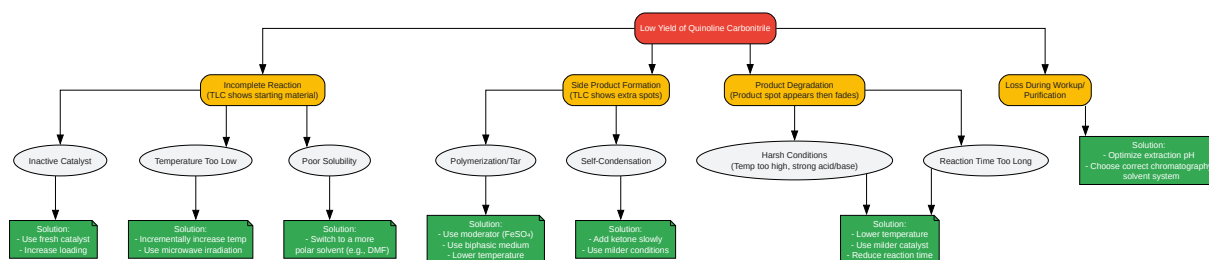 Low Yield of Quinoline Carbonitrile
Incomplete Reaction
(TLC shows starting material)
Side Product Formation
(TLC shows extra spots)
Product Degradation
(Product spot appears then fades)
Loss During Workup/
Purification
Inactive Catalyst
Temperature Too Low
Poor Solubility
Polymerization/Tar
Self-Condensation
Harsh Conditions
(Temp too high, strong acid/base)
Reaction Time Too Long
Solution:
- Optimize extraction pH
- Choose correct chromatography
solvent system
Solution:
- Use fresh catalyst
- Increase loading
Solution:
- Incrementally increase temp
- Use microwave irradiation
Solution:
- Switch to a more
polar solvent (e.g., DMF)
Solution:
- Use moderator (FeSO₄)
- Use biphasic medium
- Lower temperature
Solution:
- Add ketone slowly
- Use milder conditions
Solution:
- Lower temperature
- Use milder catalyst
- Reduce reaction time